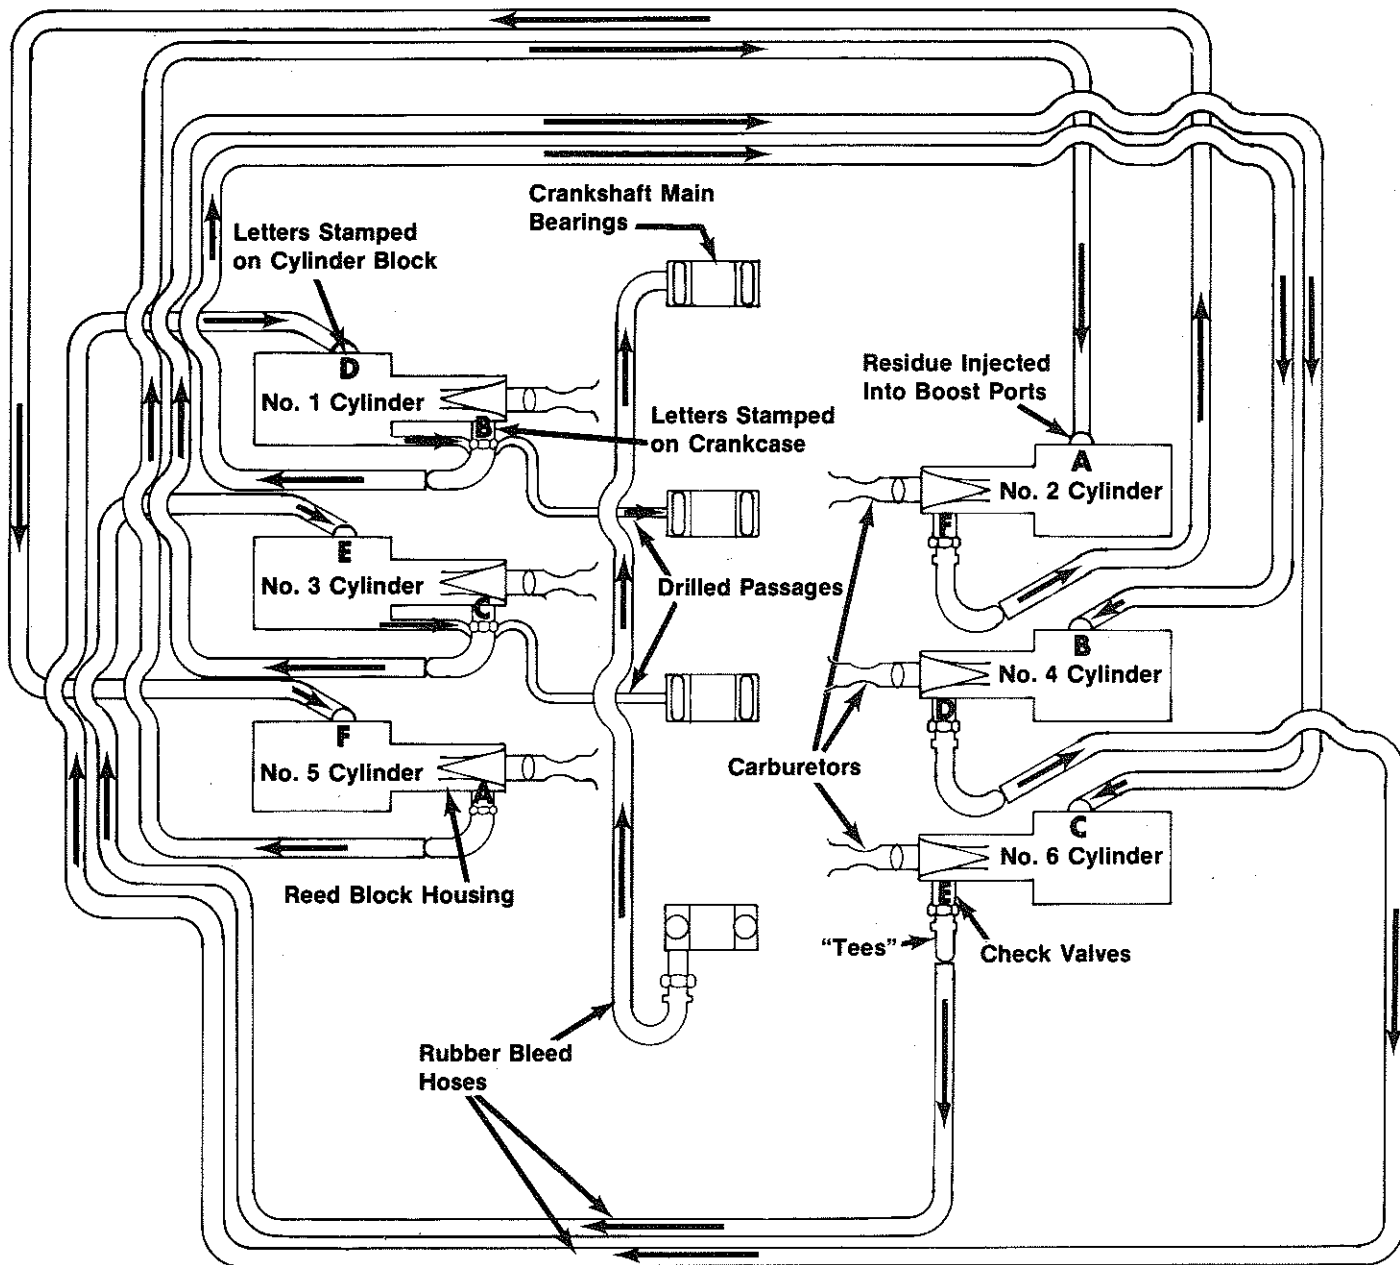 Crankshaft Main
Bearings
Letters Stamped
on Cylinder Block
D
No. 1 Cylinder
B
Letters Stamped
on Crankcase
Residue Injected
Into Boost Ports
A
No. 2 Cylinder
F
E
No. 3 Cylinder
C
Drilled Passages
B
No. 4 Cylinder
D
F
No. 5 Cylinder
A
Reed Block Housing
Carburetors
C
No. 6 Cylinder
E
"Tees"
Check Valves
Rubber Bleed
Hoses